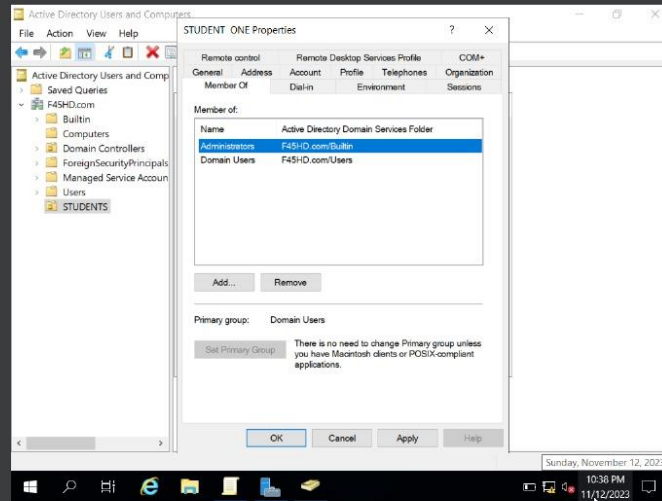 Active Directory Users and Computers
File Action View Help
Active Directory Users and Comp
Saved Queries
F45HD.com
Builtin
Computers
Domain Controllers
ForeignSecurityPrincipals
Managed Service Accoun
Users
STUDENTS
STUDENT ONE Properties
Remote control Remote Desktop Services Profile COM+
General Address Account Profile Telephones Organization
Member Of Dial-in Environment Sessions
Member of:
Name Active Directory Domain Services Folder
Administrators F45HD.com/Builtin
Domain Users F45HD.com/Users
Add... Remove
Primary group: Domain Users
Set Primary Group
There is no need to change Primary group unless
you have Macintosh clients or POSIX-compliant
applications.
OK Cancel Apply Help
Sunday, November 12, 2023
10:38 PM
11/12/2023